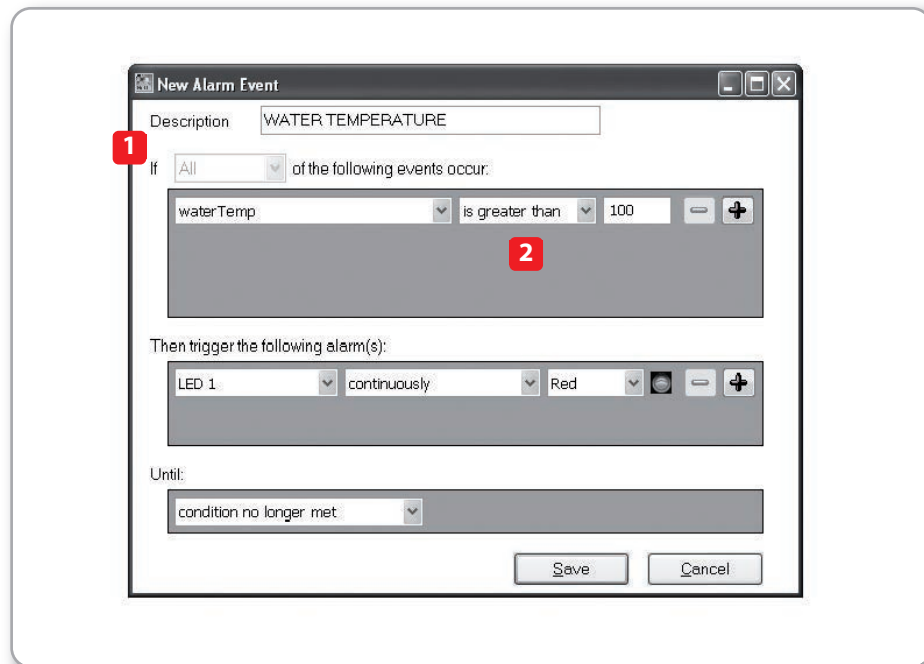 New Alarm Event
Description WATER TEMPERATURE
1
If All of the following events occur:
waterTemp is greater than 100
2
Then trigger the following alarm(s):
LED 1 continuously Red
Until:
condition no longer met
Save Cancel